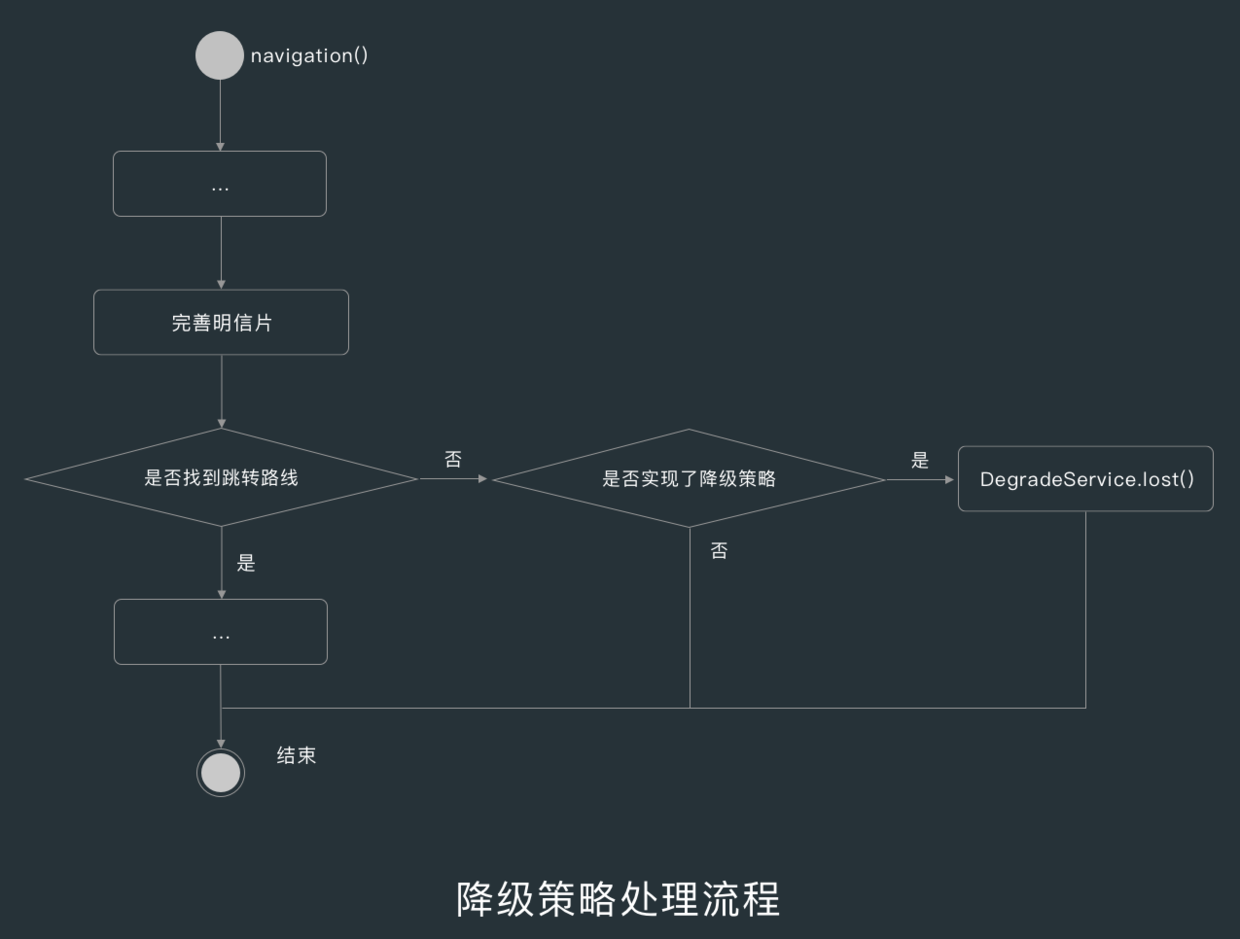 navigation()
...
完善明信片
是否找到跳转路线
否
是否实现了降级策略
是
DegradeService.lost()
否
是
...
结束
降级策略处理流程